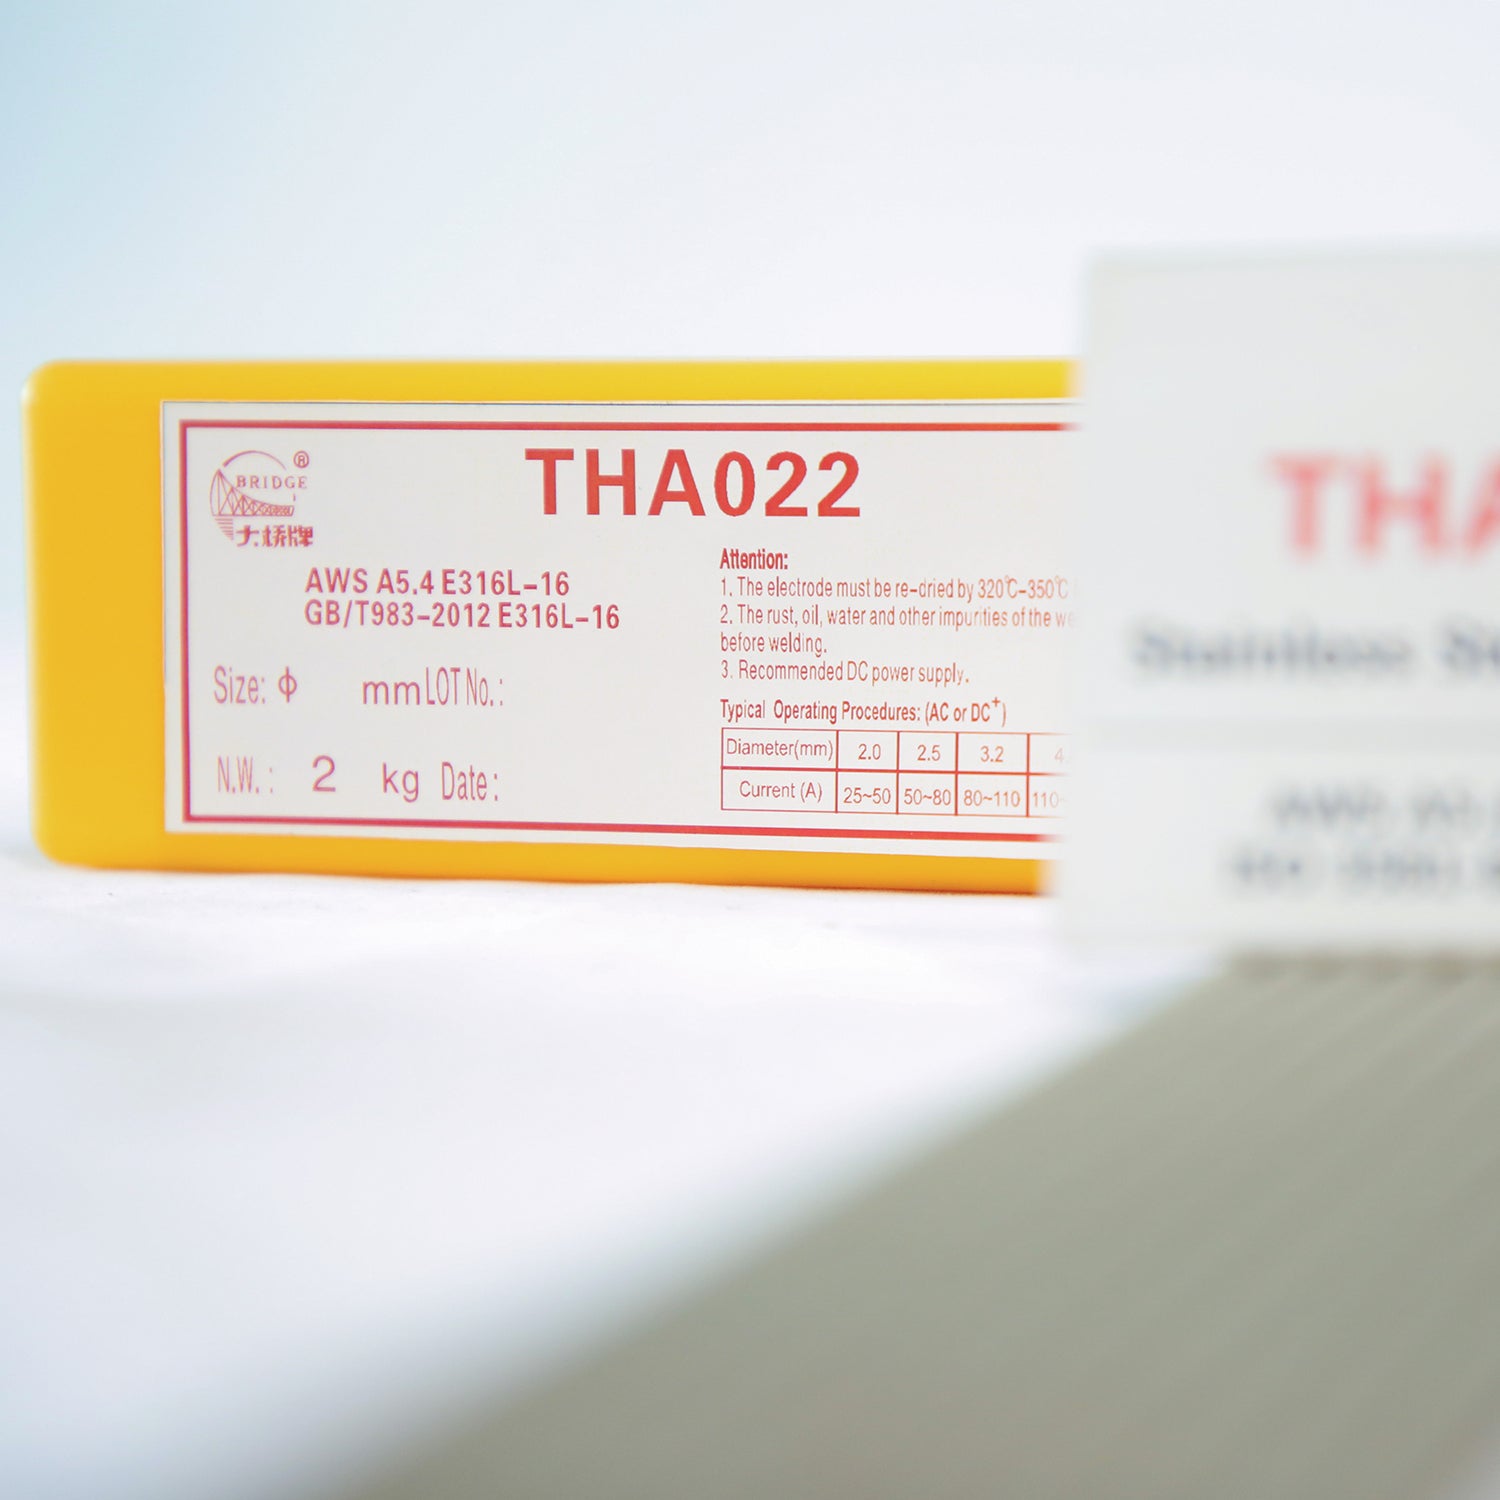 BRIDGE ®
大桥牌
THA022
AWS A5.4 E316L-16
GB/T983-2012 E316L-16
Size: ф mm LOT No.:
N.W.: 2 kg Date:
Attention:
1. The electrode must be re-dried by 320℃-350℃
2. The rust, oil, water and other impurities of the
before welding.
3. Recommended DC power supply.
Typical Operating Procedures: (AC or DC+)
Diameter(mm) 2.0 2.5 3.2
Current (A) 25~50 50~80 80~110 110~
THA
Stainless